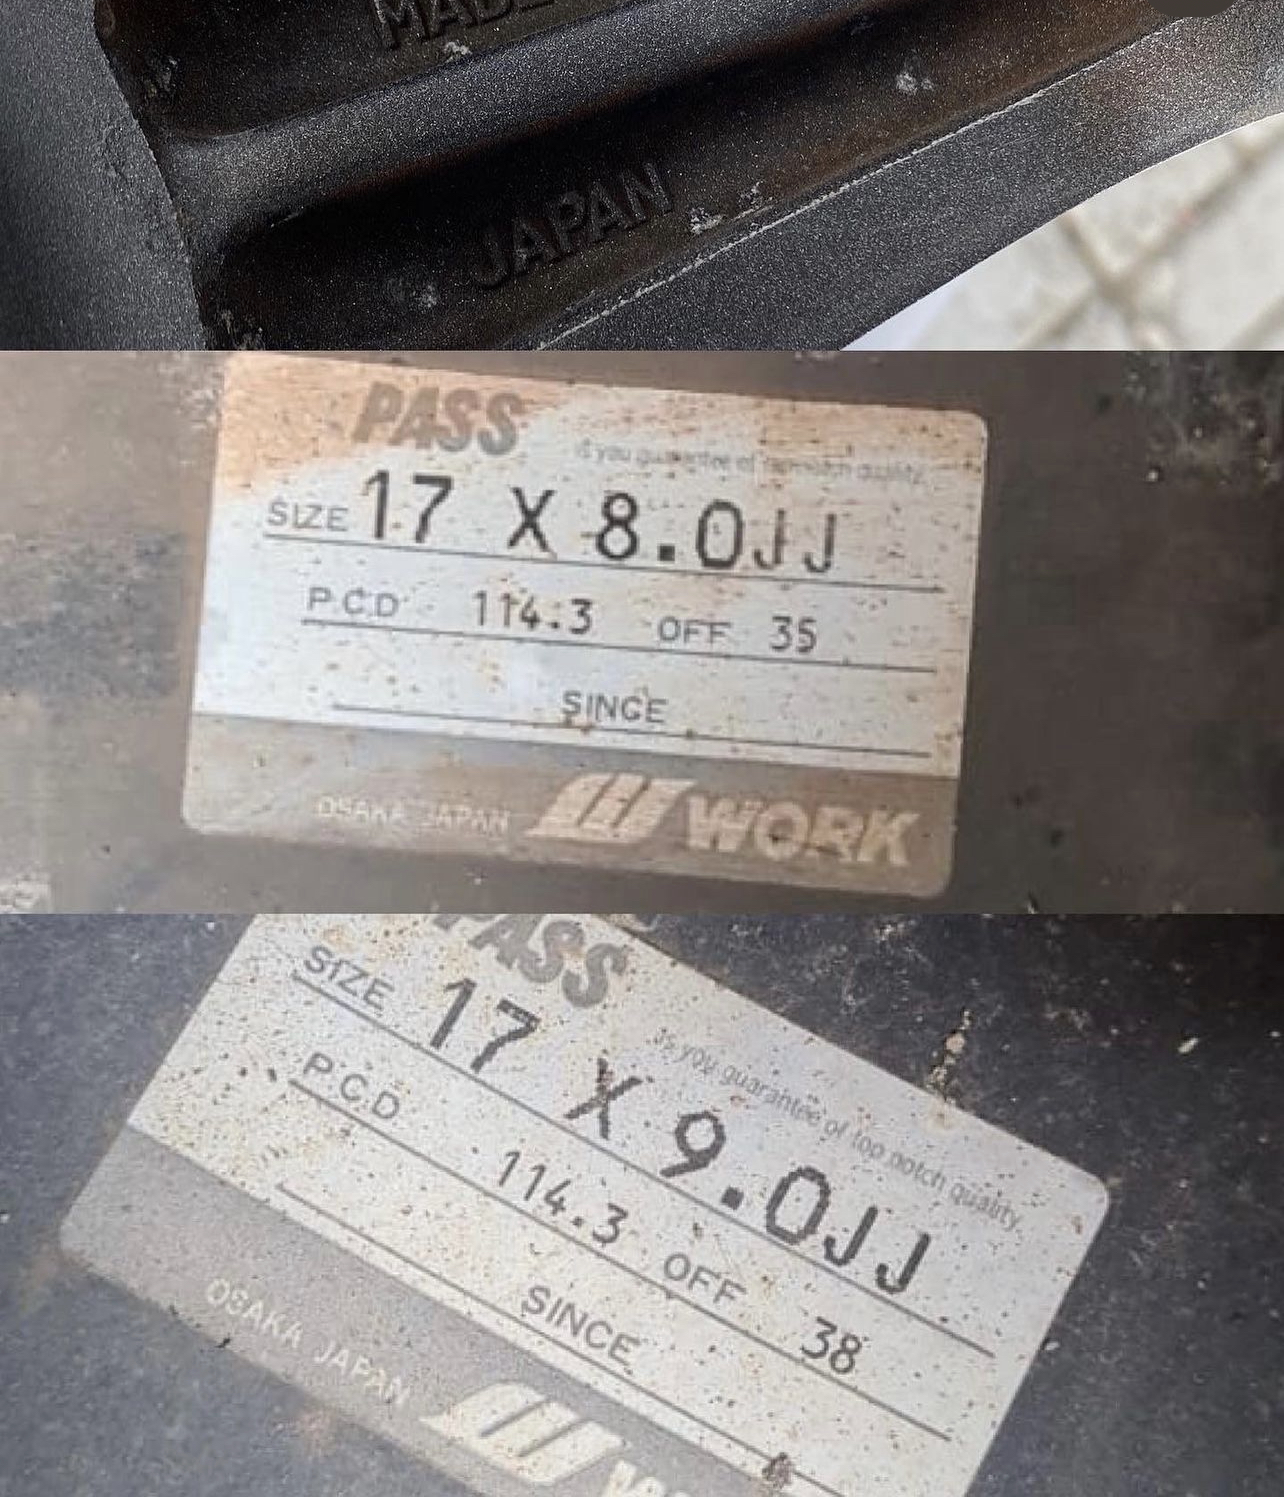 MADE
JAPAN
PASS
is you guarantee of top notch quality.
SIZE 17 X 8.0JJ
P.C.D 114.3 OFF 35
SINCE
OSAKA JAPAN WORK
PASS
is you guarantee of top notch quality.
SIZE 17 X 9.0JJ
P.C.D 114.3 OFF 38
SINCE
OSAKA JAPAN